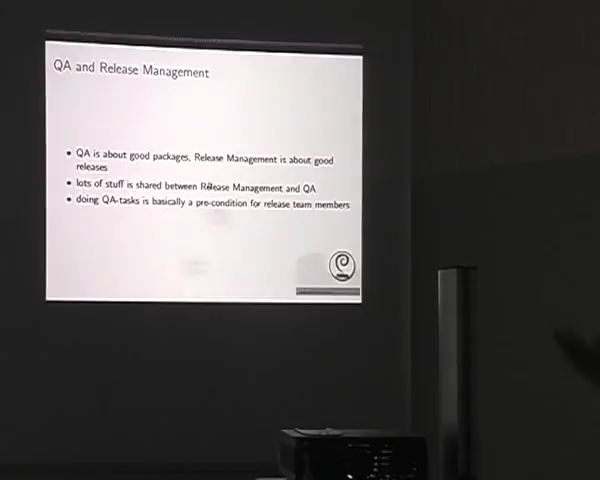 QA and Release Management
• QA is about good packages, Release Management is about good
releases
• lots of stuff is shared between Release Management and QA
• doing QA-tasks is basically a pre-condition for release team members